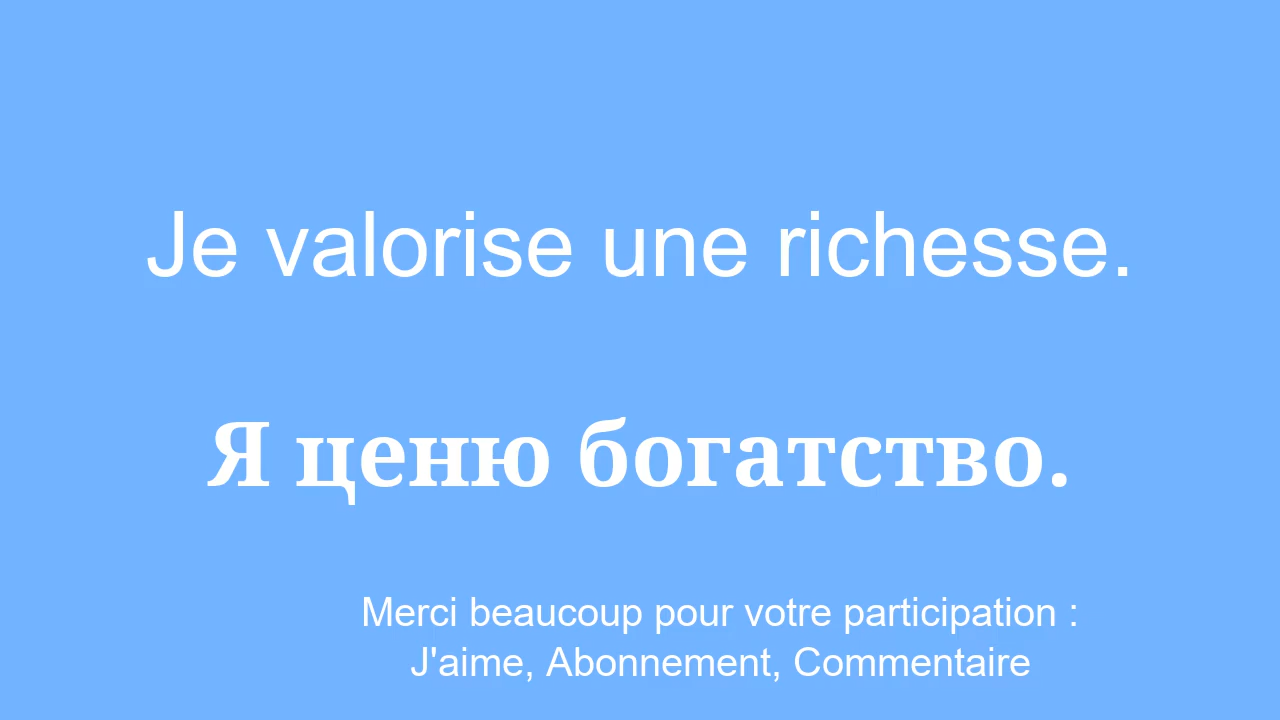 Je valorise une richesse.
Я ценю богатство.
Merci beaucoup pour votre participation :
J'aime, Abonnement, Commentaire